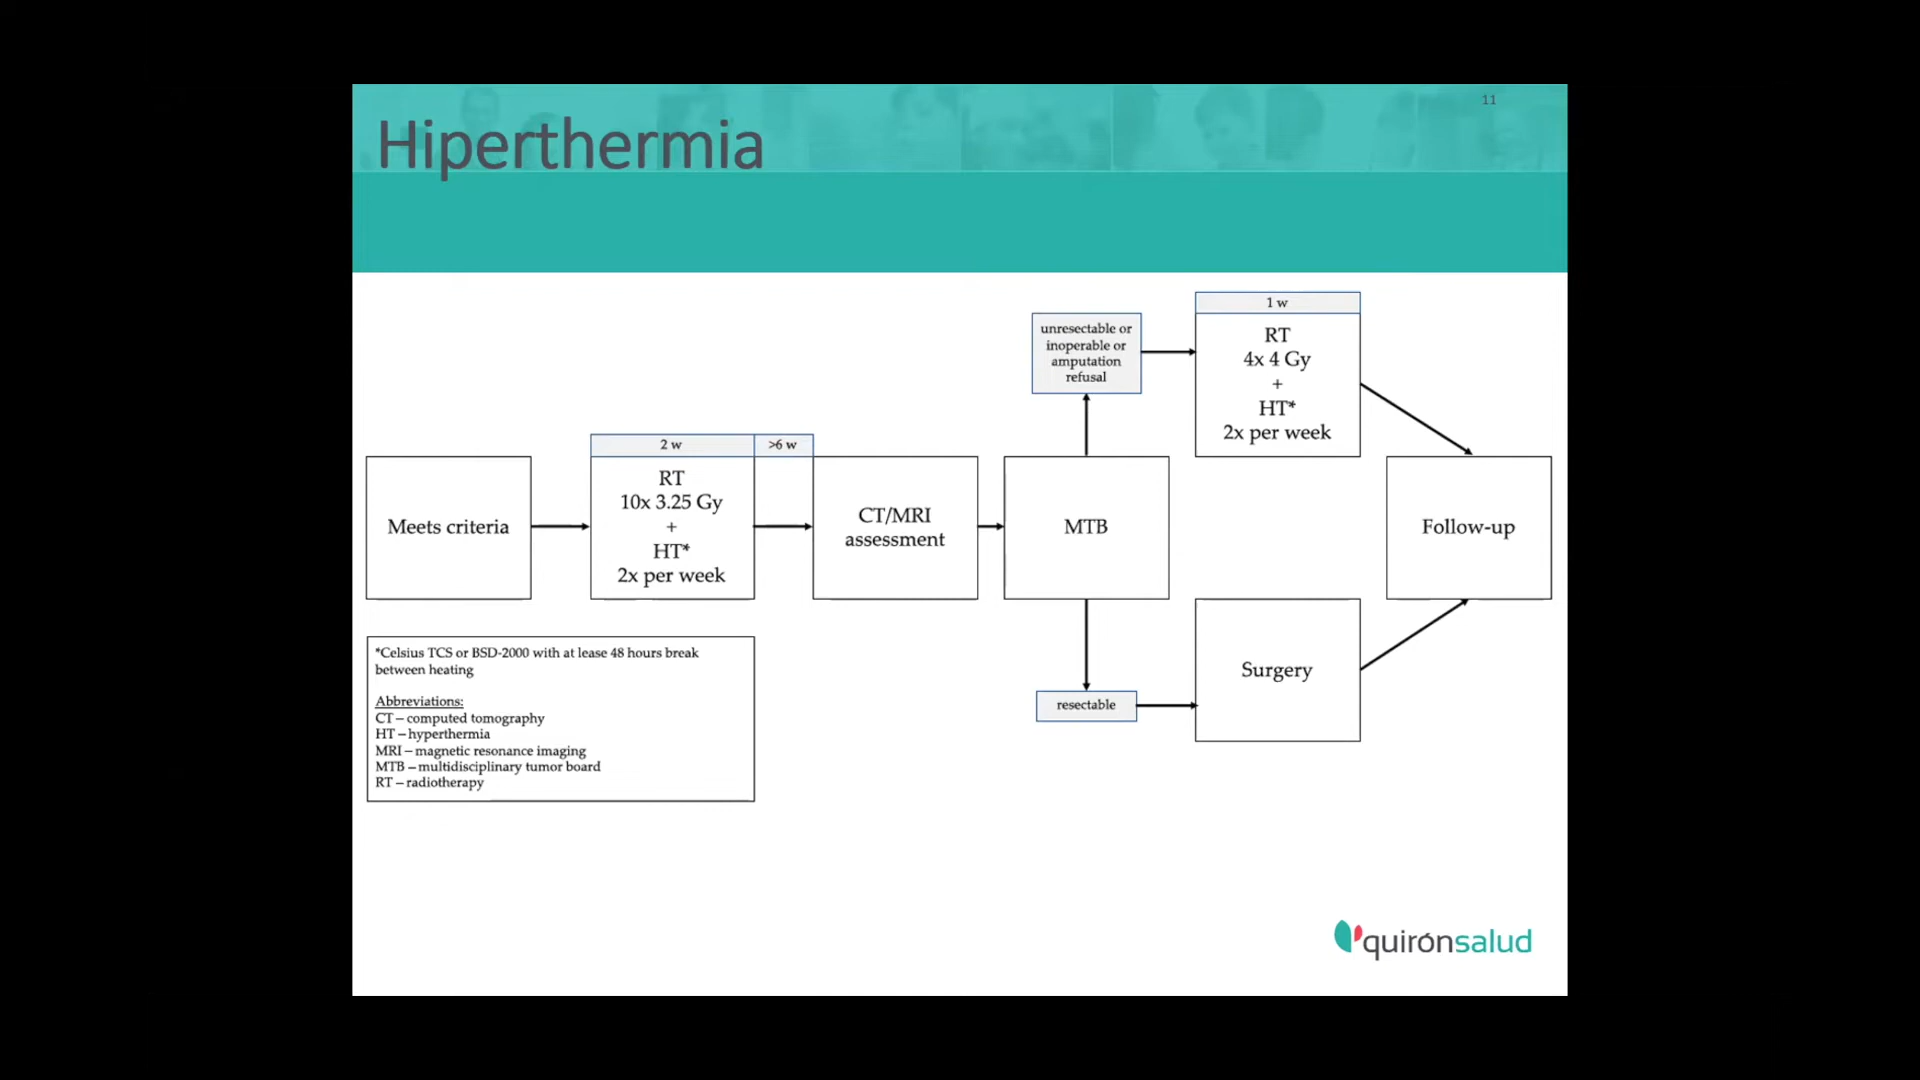 11
Hiperthermia
Meets criteria
2 w
>6 w
RT
10x 3.25 Gy
+
HT*
2x per week
CT/MRI
assessment
MTB
unresectable or
inoperable or
amputation
refusal
1 w
RT
4x 4 Gy
+
HT*
2x per week
resectable
Surgery
Follow-up
*Celsius TCS or BSD-2000 with at lease 48 hours break
between heating
Abbreviations:
CT – computed tomography
HT – hyperthermia
MRI – magnetic resonance imaging
MTB – multidisciplinary tumor board
RT – radiotherapy
quirónsalud